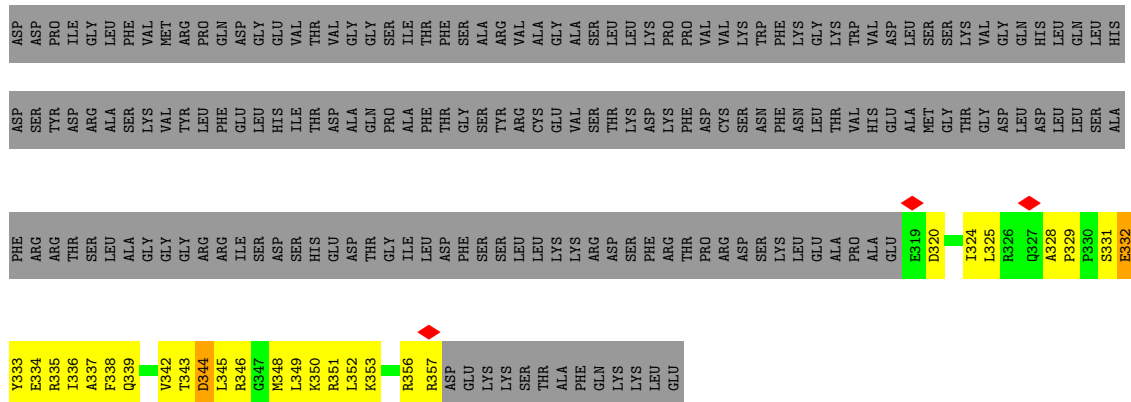 ASP ASP PRO ILE GLY LEU PHE VAL MET ARG PRO GLN ASP GLY GLU VAL THR VAL GLY GLY SER ILE THR PHE SER ALA ARG VAL ALA GLY ALA SER LEU LEU LYS PRO PRO VAL VAL LYS TRP PHE LYS GLY LYS TRP VAL ASP LEU SER SER LYS VAL GLY GLN HIS LEU GLN LEU HIS
ASP SER TYR ASP ARG ALA SER LYS VAL TYR LEU PHE GLU LEU HIS ILE THR ASP ALA GLN PRO ALA PHE THR GLY SER TYR ARG CYS GLU VAL SER THR LYS ASP LYS PHE ASP CYS SER ASN PHE ASN LEU THR VAL HIS GLU ALA MET GLY THR GLY ASP LEU ASP LEU LEU SER ALA
PHE ARG ARG THR SER LEU ALA GLY GLY GLY ARG ARG ILE SER ASP SER HIS GLU ASP THR GLY ILE LEU ASP PHE SER SER LEU LEU LYS LYS ARG ASP SER PHE ARG THR PRO ARG ASP SER LYS LEU GLU ALA PRO ALA GLU E319 D320 I324 L325 R326 Q327 A328 P329 P330 S331 E332
Y333 E334 R335 I336 A337 F338 Q339 V342 T343 D344 L345 R346 G347 M348 L349 K350 R351 L352 K353 R356 R357 ASP GLU LYS LYS SER THR ALA PHE GLN LYS LYS LEU GLU